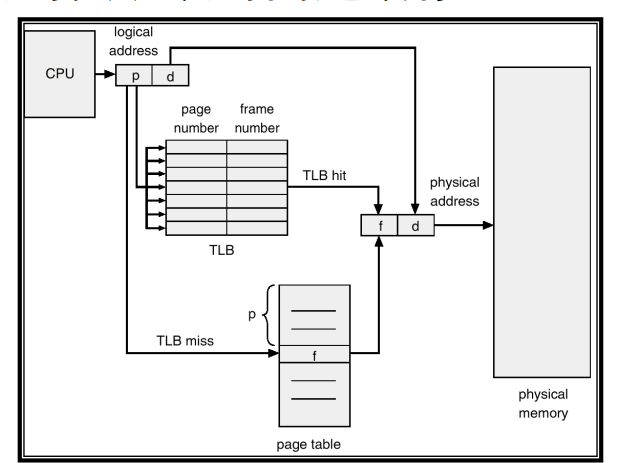 logical
address
CPU
p d
page frame
number number
TLB hit
physical
address
f d
TLB
p
TLB miss
f
physical
memory
page table